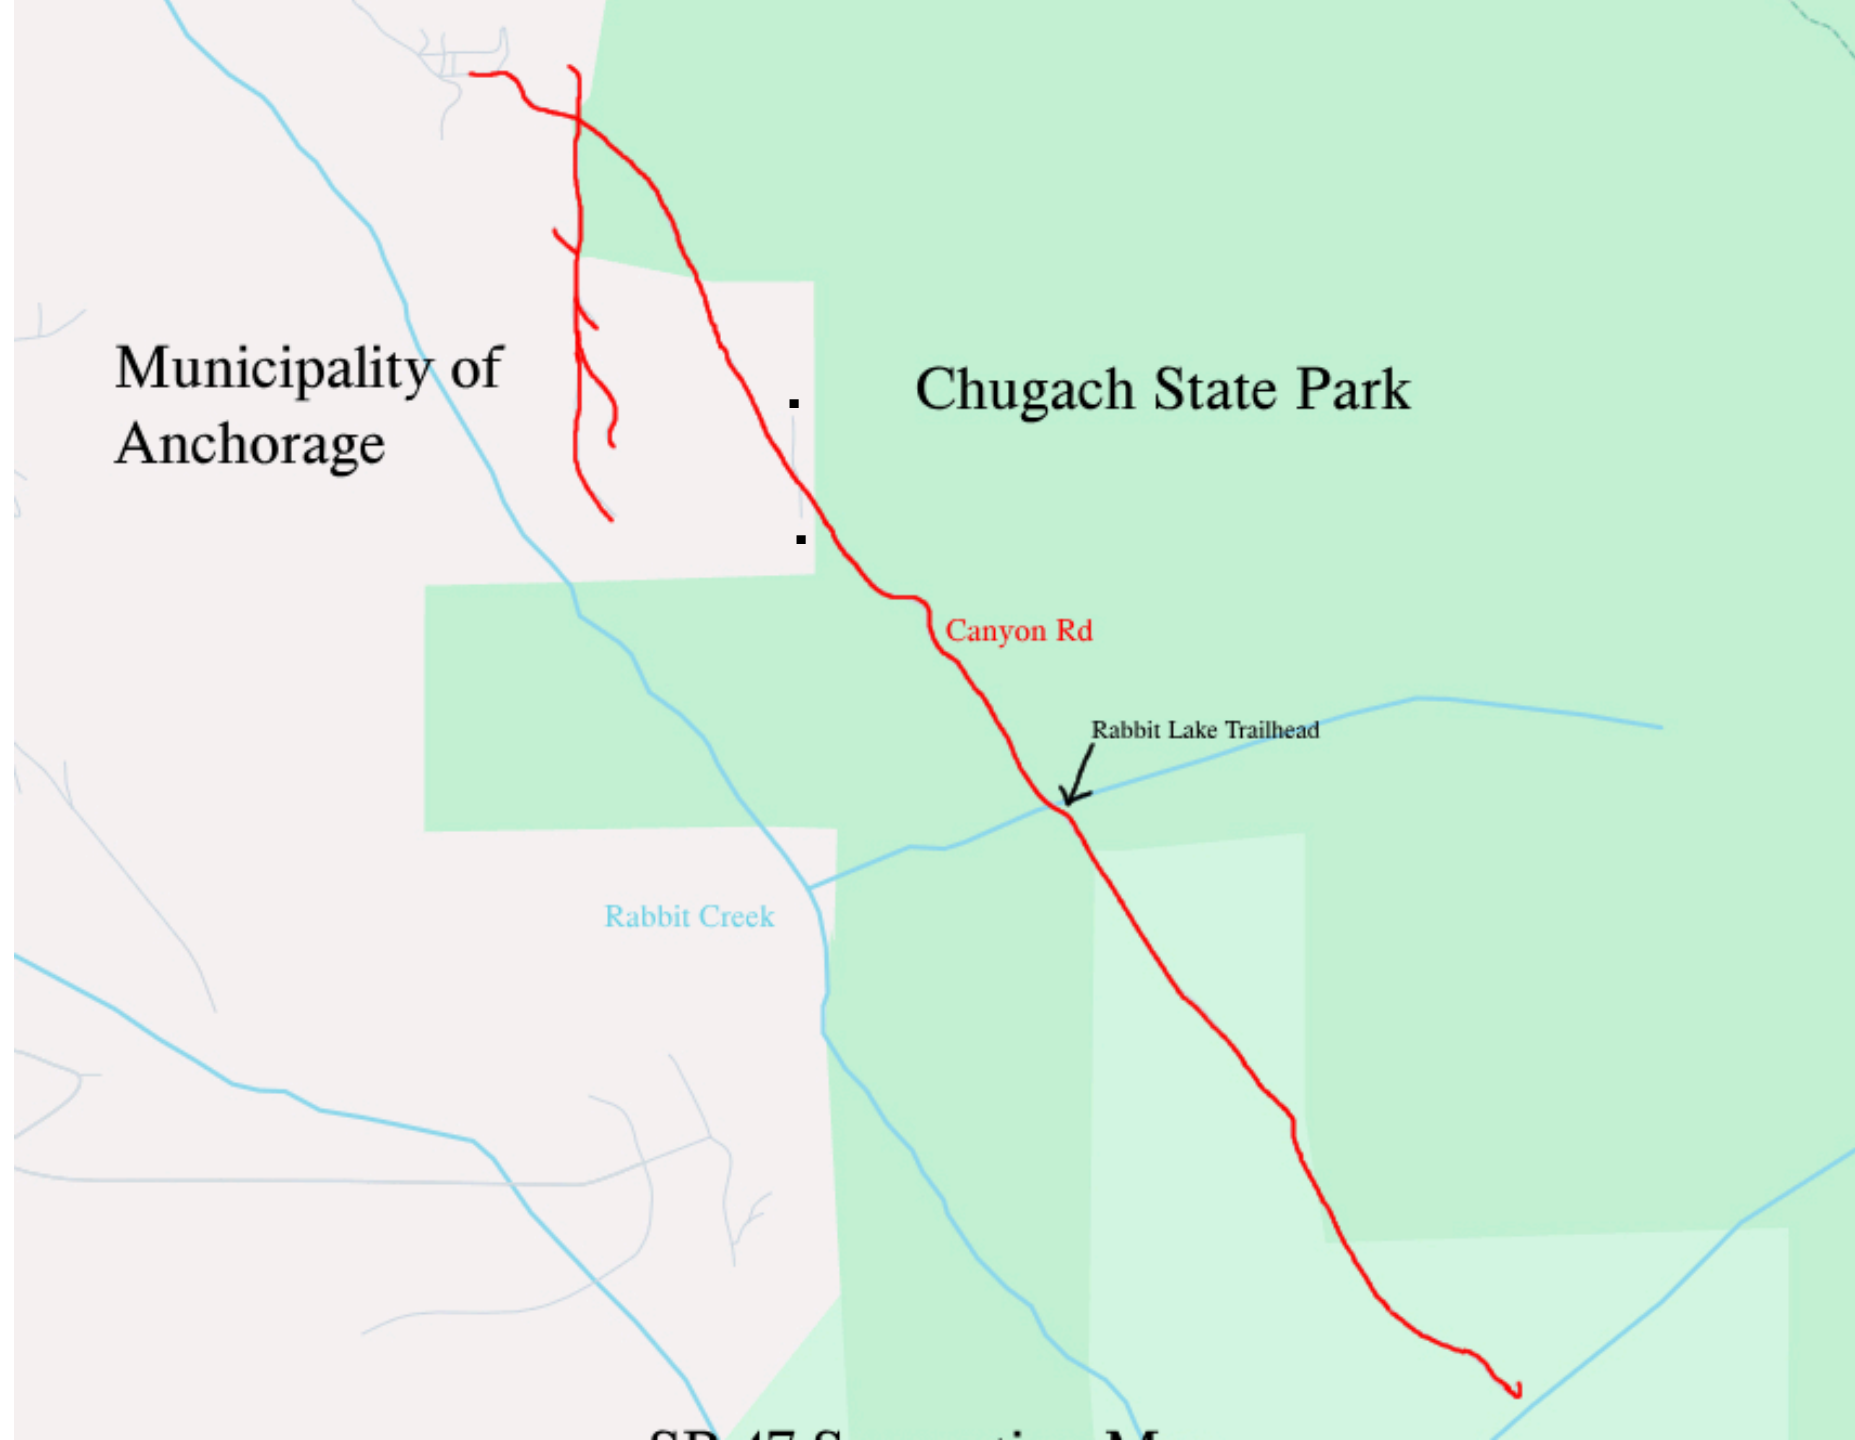 Municipality of
Anchorage
Chugach State Park
Canyon Rd
Rabbit Lake Trailhead
Rabbit Creek